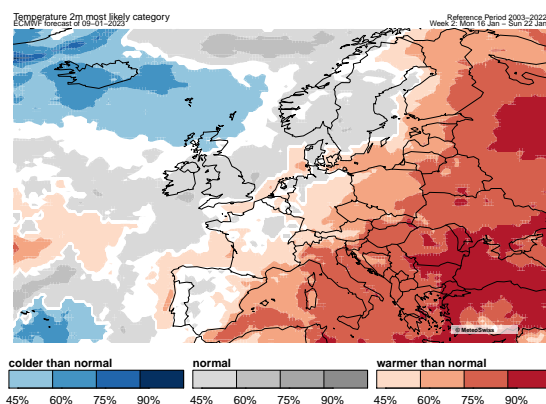 Temperature 2m most likely category
ECMWF forecast of 09−01−2023
Reference Period 2003−2022
Week 2: Mon 16 Jan − Sun 22 Jan
© MeteoSwiss
colder than normal
normal
warmer than normal
45% 60% 75% 90%
45% 60% 75% 90%
45% 60% 75% 90%